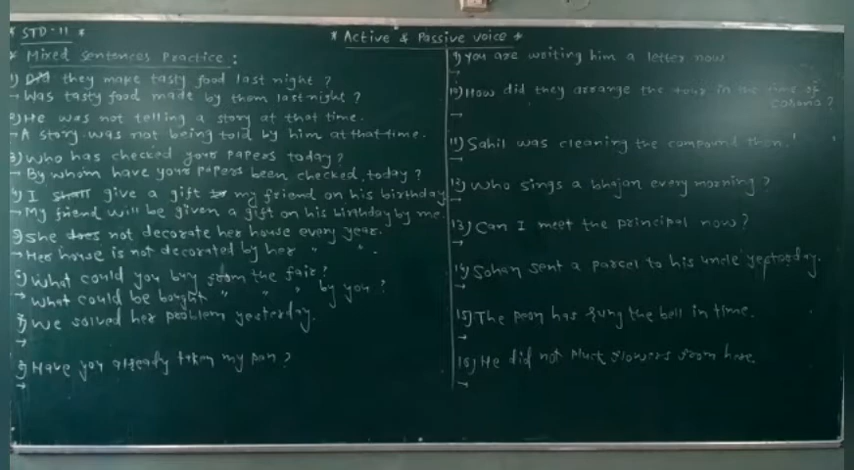 * STD-11 *
* Active & Passive voice *
* Mixed Sentences Practice :
1) Did they make tasty food last night ?
→ Was tasty food made by them last night ?
2) He was not telling a story at that time.
→ A story was not being told by him at that time.
3) Who has checked your papers today ?
→ By whom have your papers been checked today ?
4) I shall give a gift to my friend on his birthday
→ My friend will be given a gift on his birthday by me.
5) She does not decorate her house every year.
→ Her house is not decorated by her " " .
6) What could you buy from the fair?
→ What could be bought " " " by you ?
7) We solved her problem yesterday.
→
8) Have you already taken my pen ?
→
9) You are writing him a letter now
→
10) How did they arrange the tour in the time of
corona ?
→
11) Sahil was cleaning the compound then.
→
12) Who sings a bhajan every morning ?
→
13) Can I meet the principal now ?
→
14) Sohan sent a parcel to his uncle yesterday.
→
15) The peon has rung the bell in time.
→
16) He did not pluck flowers from here.
→